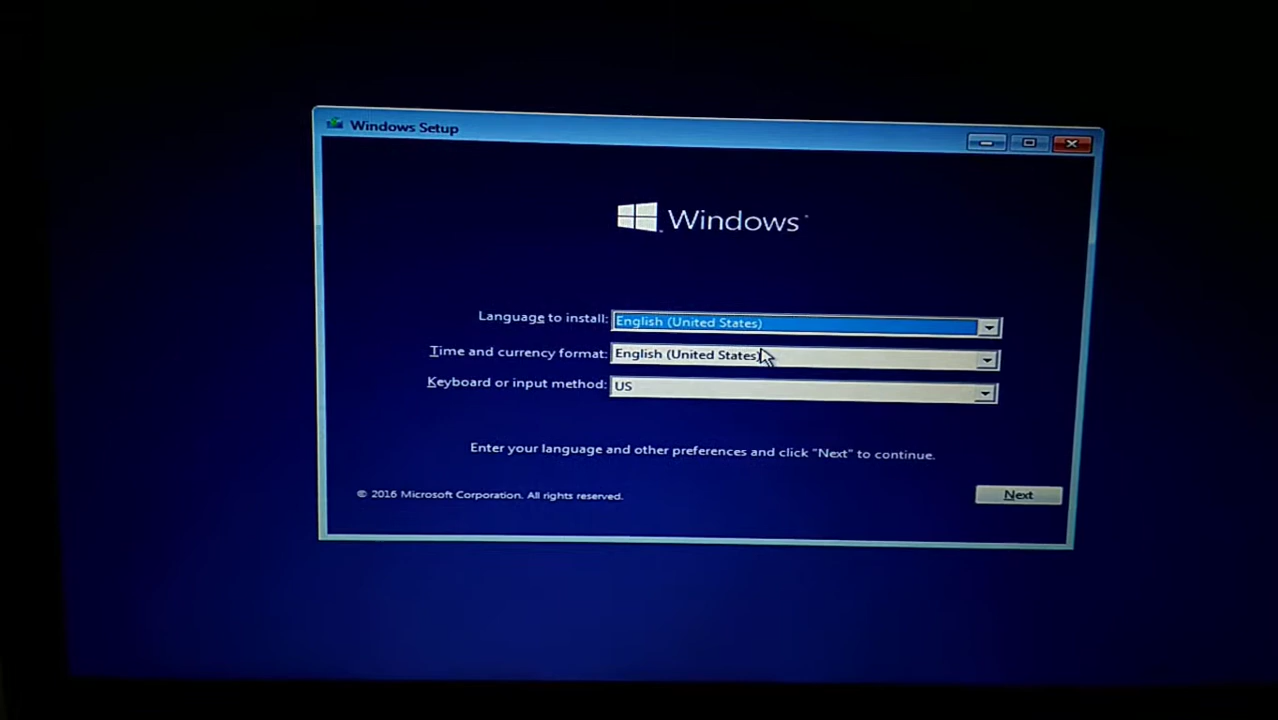 Windows Setup
Windows
Language to install: English (United States)
Time and currency format: English (United States)
Keyboard or input method: US
Enter your language and other preferences and click "Next" to continue.
© 2016 Microsoft Corporation. All rights reserved.
Next